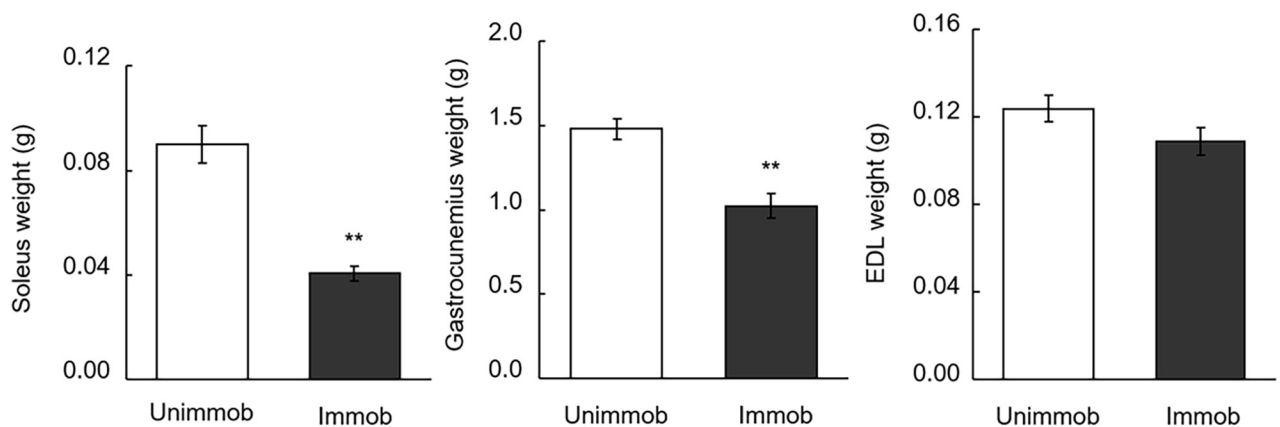 Soleus weight (g)
0.12
0.08
0.04
0.00
**
Unimmob Immob
Gastrocunemius weight (g)
2.0
1.5
1.0
0.5
0.0
**
Unimmob Immob
EDL weight (g)
0.16
0.12
0.08
0.04
0.00
Unimmob Immob